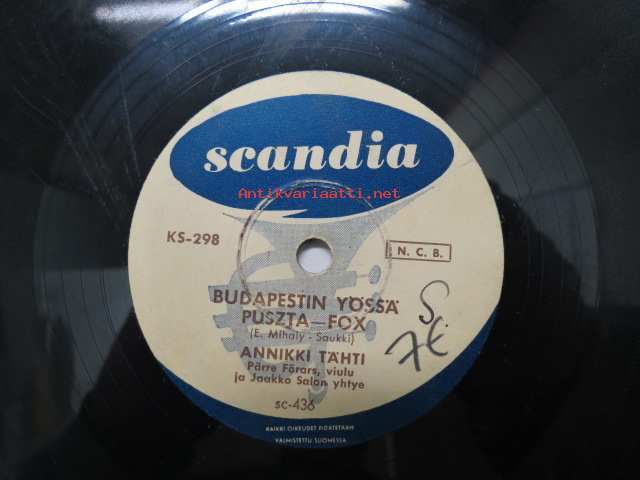 scandia
Antikvariaatti.net
KS-298
N. C. B.
BUDAPESTIN YÖSSÄ
PUSZTA—FOX
(E. Mihaly - Saukki)
S.
7€
ANNIKKI TÄHTI
Pärre Förars, viulu
ja Jaakko Salon yhtye
SC-436
KAIKKI OIKEUDET PIDÄTETÄÄN
VALMISTETTU SUOMESSA